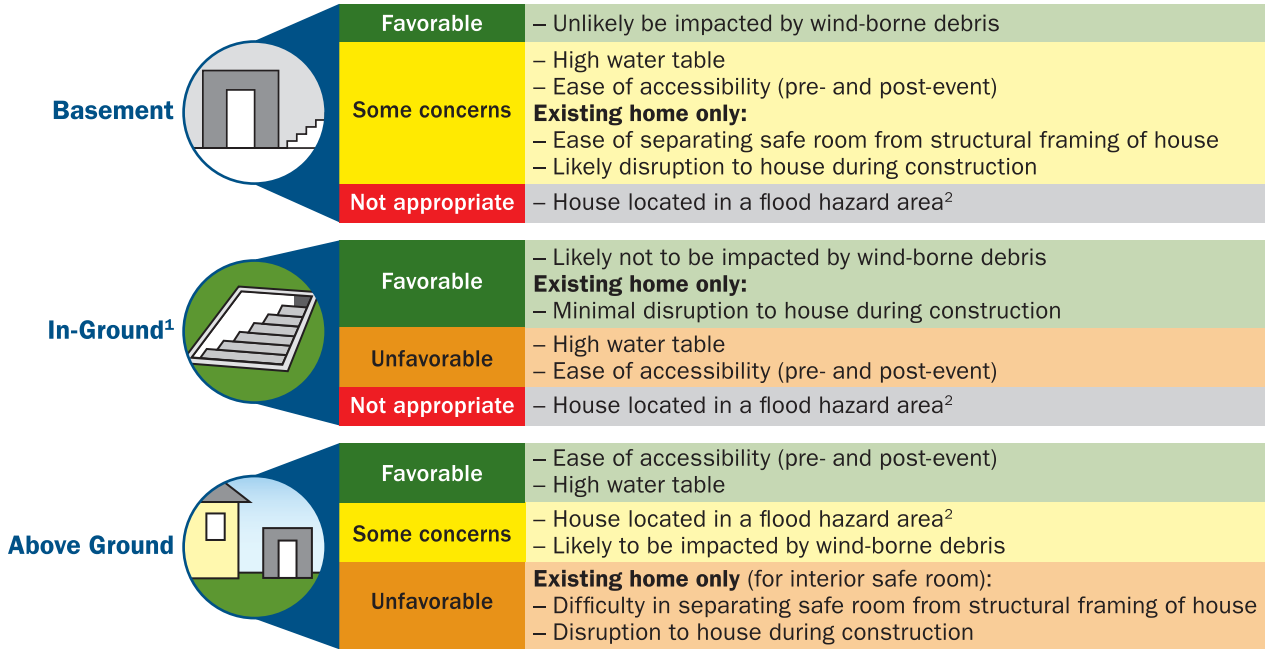 Basement
Favorable
– Unlikely be impacted by wind-borne debris
Some concerns
– High water table
– Ease of accessibility (pre- and post-event)
Existing home only:
– Ease of separating safe room from structural framing of house
– Likely disruption to house during construction
Not appropriate
– House located in a flood hazard area²
In-Ground¹
Favorable
– Likely not to be impacted by wind-borne debris
Existing home only:
– Minimal disruption to house during construction
Unfavorable
– High water table
– Ease of accessibility (pre- and post-event)
Not appropriate
– House located in a flood hazard area²
Above Ground
Favorable
– Ease of accessibility (pre- and post-event)
– High water table
Some concerns
– House located in a flood hazard area²
– Likely to be impacted by wind-borne debris
Unfavorable
Existing home only (for interior safe room):
– Difficulty in separating safe room from structural framing of house
– Disruption to house during construction